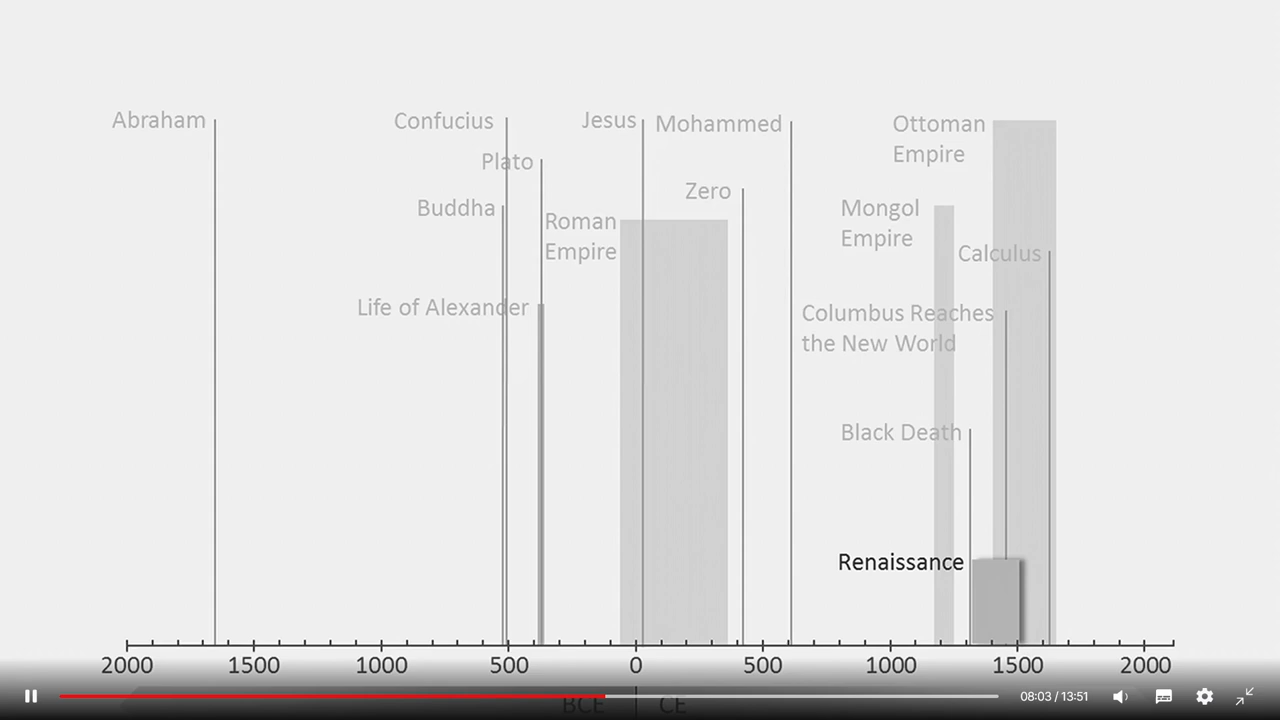 Abraham
Confucius
Jesus
Mohammed
Ottoman
Empire
Plato
Zero
Buddha
Mongol
Empire
Roman
Empire
Calculus
Life of Alexander
Columbus Reaches
the New World
Black Death
Renaissance
2000 1500 1000 500 0 500 1000 1500 2000
BCE CE
08:03 / 13:51